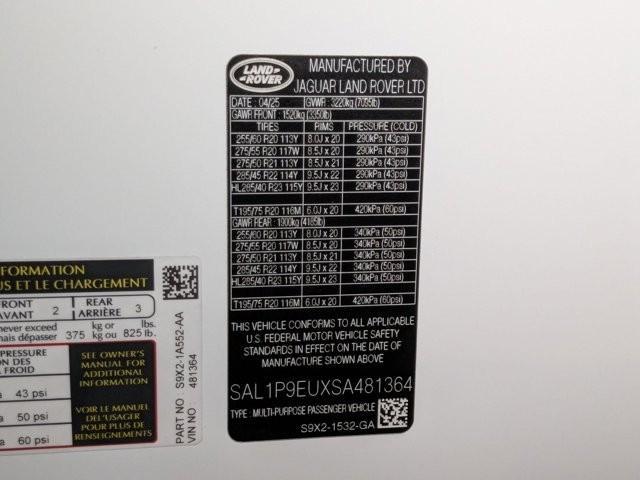 LAND ROVER
MANUFACTURED BY
JAGUAR LAND ROVER LTD
DATE : 04/25 GVWR : 3220kg (7095lb)
GAWR FRONT : 1520kg (3350lb)
TIRES RIMS PRESSURE (COLD)
255/60 R20 113Y 8.0J x 20 290kPa (43psi)
275/55 R20 117W 8.5J x 20 290kPa (43psi)
275/50 R21 113Y 8.5J x 21 290kPa (43psi)
285/45 R22 114Y 9.5J x 22 290kPa (43psi)
HL285/40 R23 115Y 9.5J x 23 290kPa (43psi)
T195/75 R20 116M 6.0J x 20 420kPa (60psi)
GAWR REAR : 1900kg (4185lb)
255/60 R20 113Y 8.0J x 20 340kPa (50psi)
275/55 R20 117W 8.5J x 20 340kPa (50psi)
275/50 R21 113Y 8.5J x 21 340kPa (50psi)
285/45 R22 114Y 9.5J x 22 340kPa (50psi)
HL285/40 R23 115Y 9.5J x 23 340kPa (50psi)
T195/75 R20 116M 6.0J x 20 420kPa (60psi)
THIS VEHICLE CONFORMS TO ALL APPLICABLE
U.S. FEDERAL MOTOR VEHICLE SAFETY
STANDARDS IN EFFECT ON THE DATE OF
MANUFACTURE SHOWN ABOVE
SAL1P9EUXSA481364
TYPE : MULTI-PURPOSE PASSENGER VEHICLE
S9X2-1532-GA
FORMATION
US ET LE CHARGEMENT
FRONT
AVANT 2 REAR
ARRIÈRE 3
never exceed
mais dépasser 375 kg or
kg ou 825 lbs.
lb.
PRESSURE
ION DES
À FROID
a 43 psi
a 50 psi
a 60 psi
SEE OWNER'S
MANUAL FOR
ADDITIONAL
INFORMATION
VOIR LE MANUEL
DE L'USAGER
POUR PLUS DE
RENSEIGNEMENTS
PART NO. S9X2-1A552-AA
VIN NO. 481364